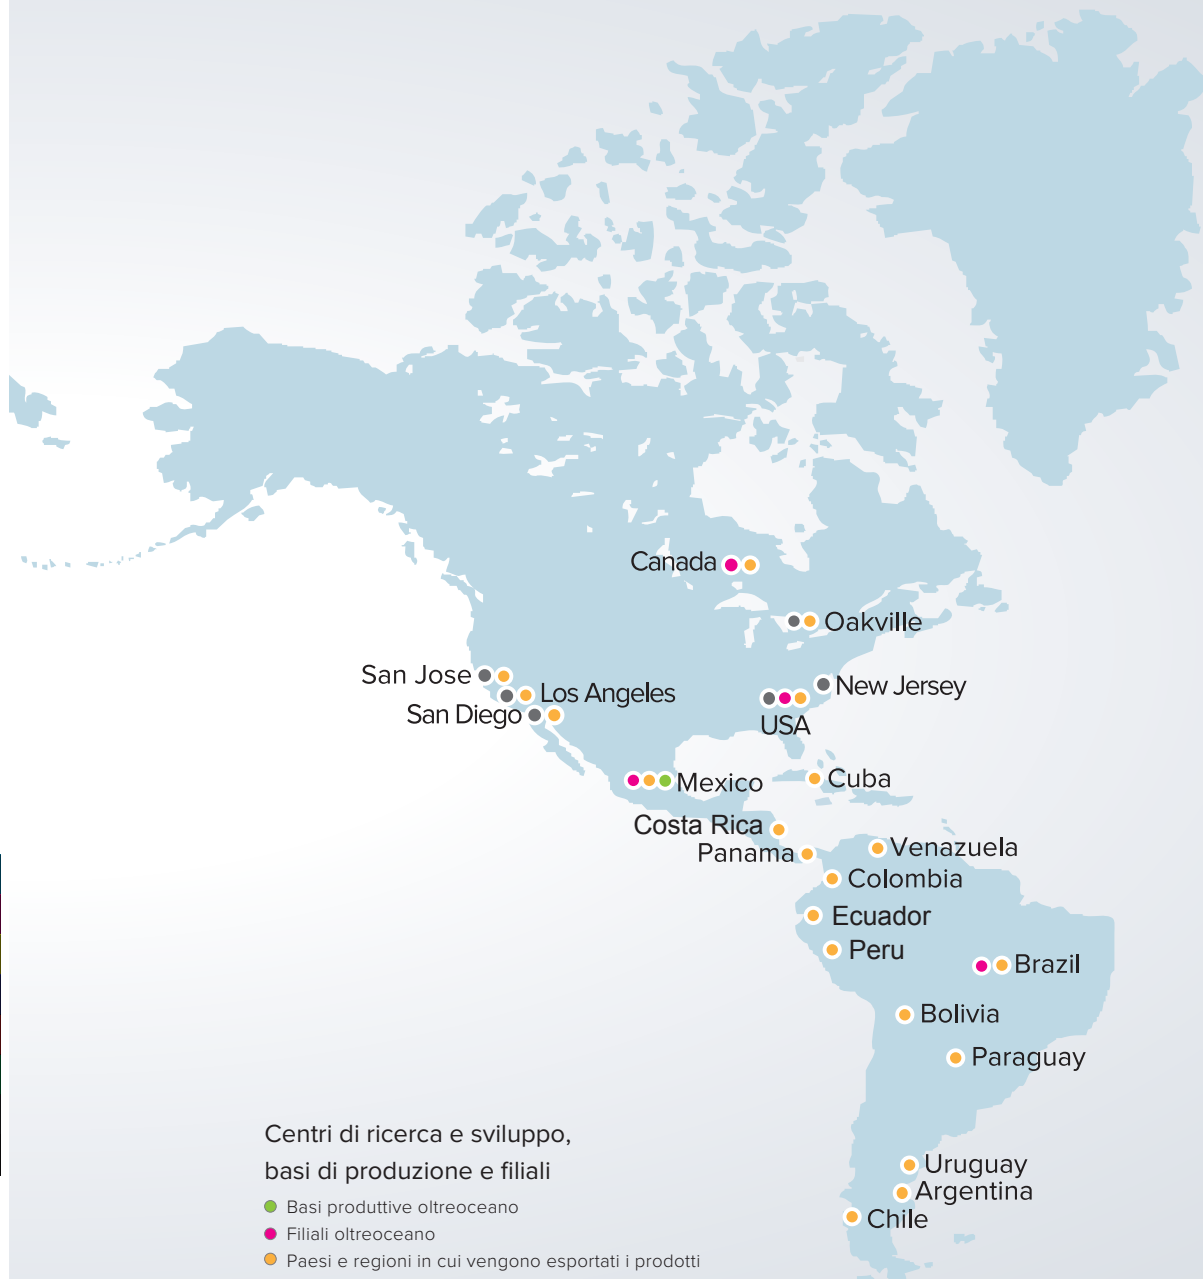 Canada
Oakville
San Jose
Los Angeles
New Jersey
San Diego
USA
Mexico
Cuba
Costa Rica
Panama
Venazuela
Colombia
Ecuador
Peru
Brazil
Bolivia
Paraguay
Uruguay
Argentina
Chile
Centri di ricerca e sviluppo,
basi di produzione e filiali
Basi produttive oltreoceano
Filiali oltreoceano
Paesi e regioni in cui vengono esportati i prodotti